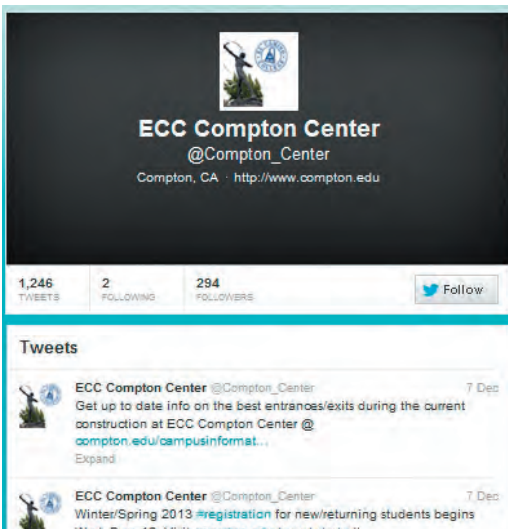 ECC Compton Center
@Compton_Center
Compton, CA · http://www.compton.edu
1,246 2 294
TWEETS FOLLOWING FOLLOWERS
Follow
Tweets
ECC Compton Center @Compton_Center 7 Dec
Get up to date info on the best entrances/exits during the current
construction at ECC Compton Center @
compton.edu/campusinformat...
Expand
ECC Compton Center @Compton_Center 7 Dec
Winter/Spring 2013 #registration for new/returning students begins